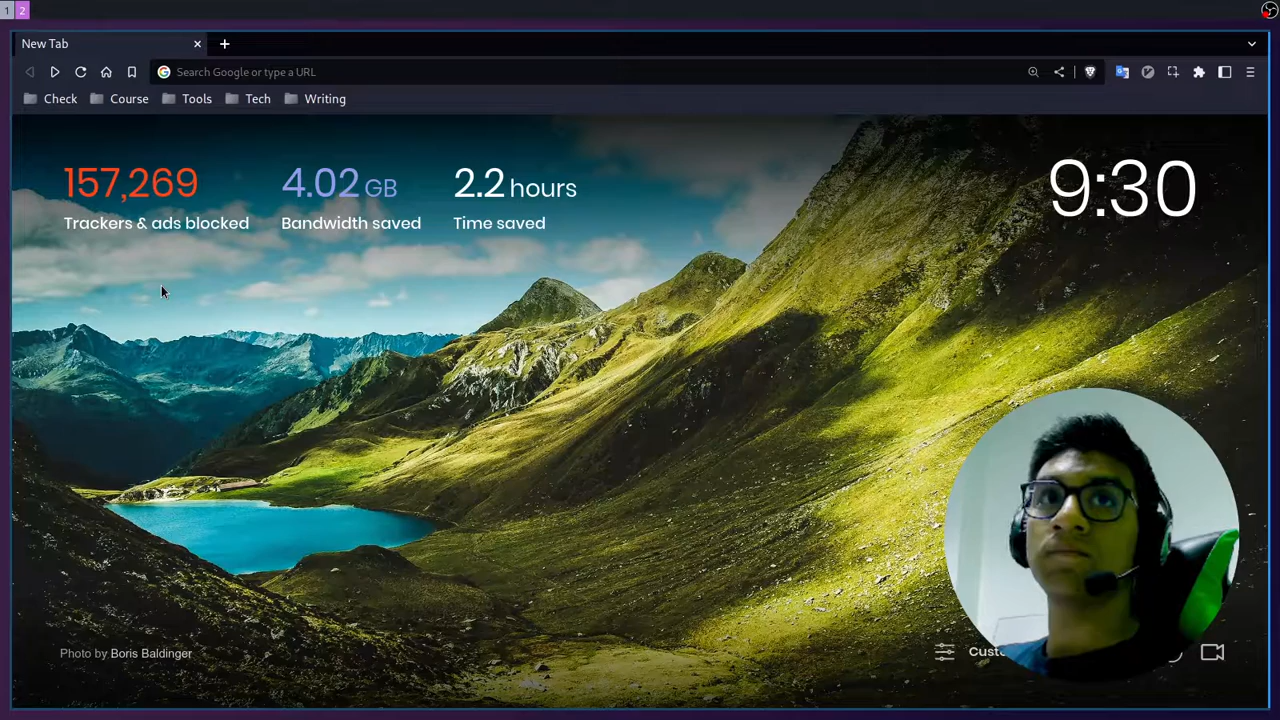 1 2
New Tab
Search Google or type a URL
Check Course Tools Tech Writing
157,269 4.02 GB 2.2 hours
Trackers & ads blocked Bandwidth saved Time saved
9:30
Photo by Boris Baldinger